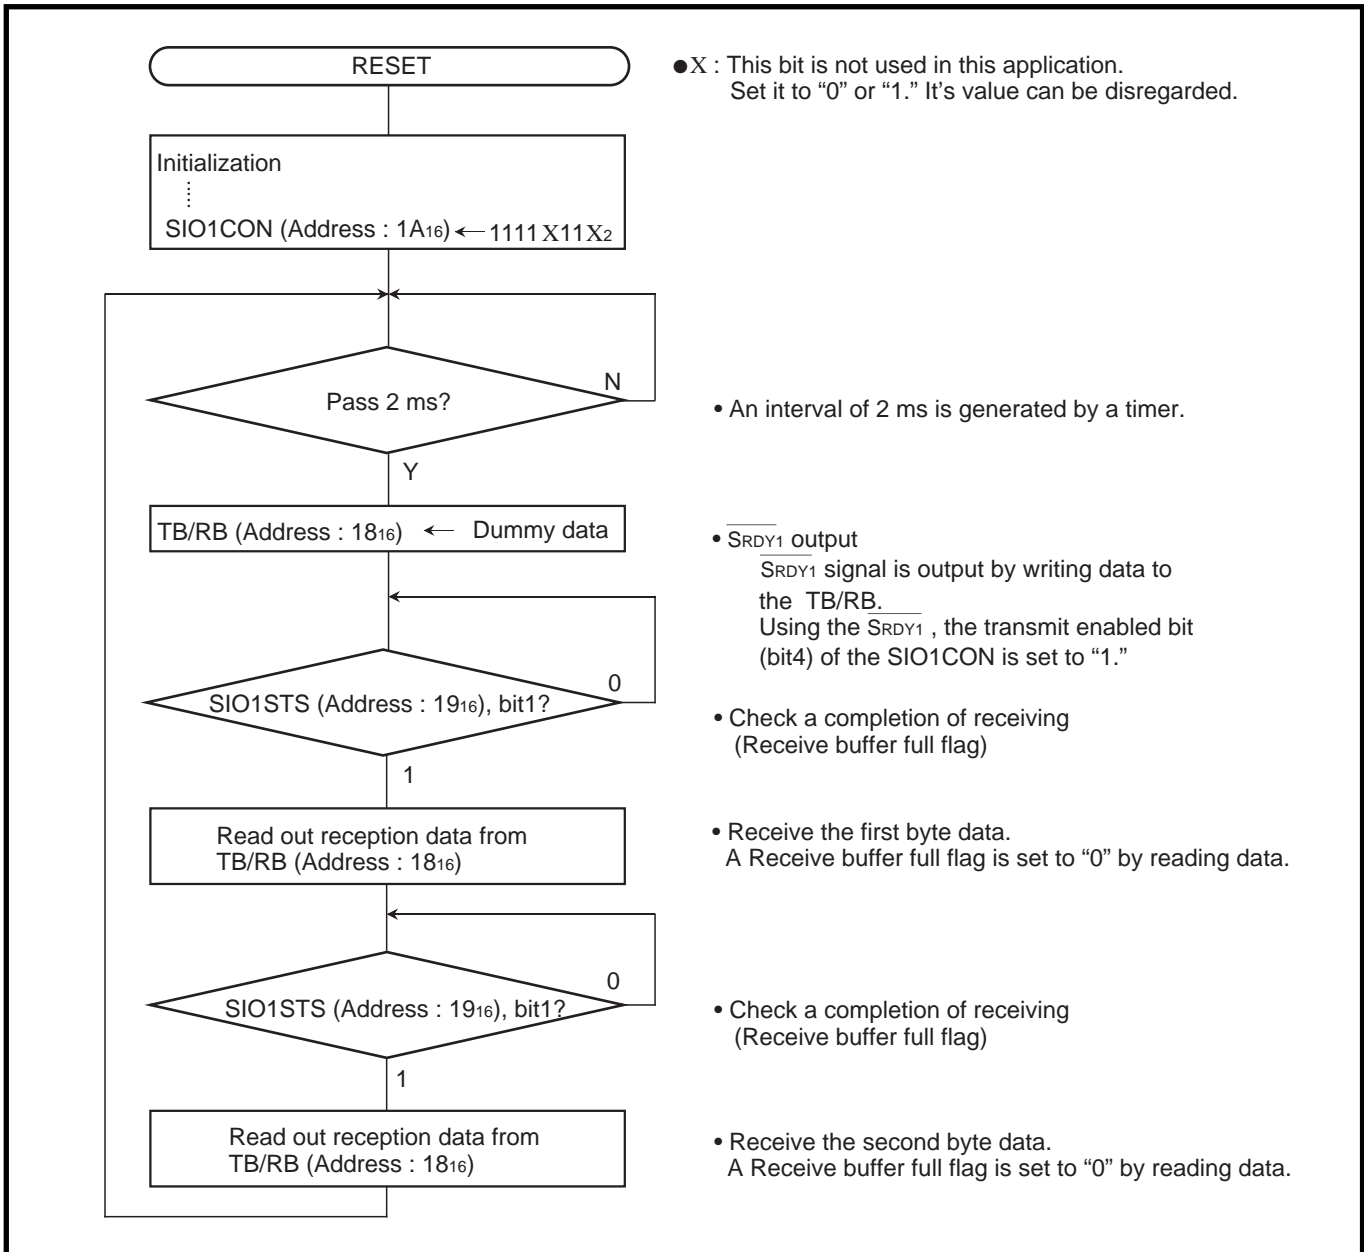 RESET
●X : This bit is not used in this application.
Set it to “0” or “1.” It’s value can be disregarded.
Initialization
SIO1CON (Address : 1A16) ← 1111X11X2
Pass 2 ms?
N
• An interval of 2 ms is generated by a timer.
Y
TB/RB (Address : 1816) ← Dummy data
• SRDY1 output
SRDY1 signal is output by writing data to
the TB/RB.
Using the SRDY1 , the transmit enabled bit
(bit4) of the SIO1CON is set to “1.”
SIO1STS (Address : 1916), bit1?
0
• Check a completion of receiving
(Receive buffer full flag)
1
Read out reception data from
TB/RB (Address : 1816)
• Receive the first byte data.
A Receive buffer full flag is set to “0” by reading data.
SIO1STS (Address : 1916), bit1?
0
• Check a completion of receiving
(Receive buffer full flag)
1
Read out reception data from
TB/RB (Address : 1816)
• Receive the second byte data.
A Receive buffer full flag is set to “0” by reading data.